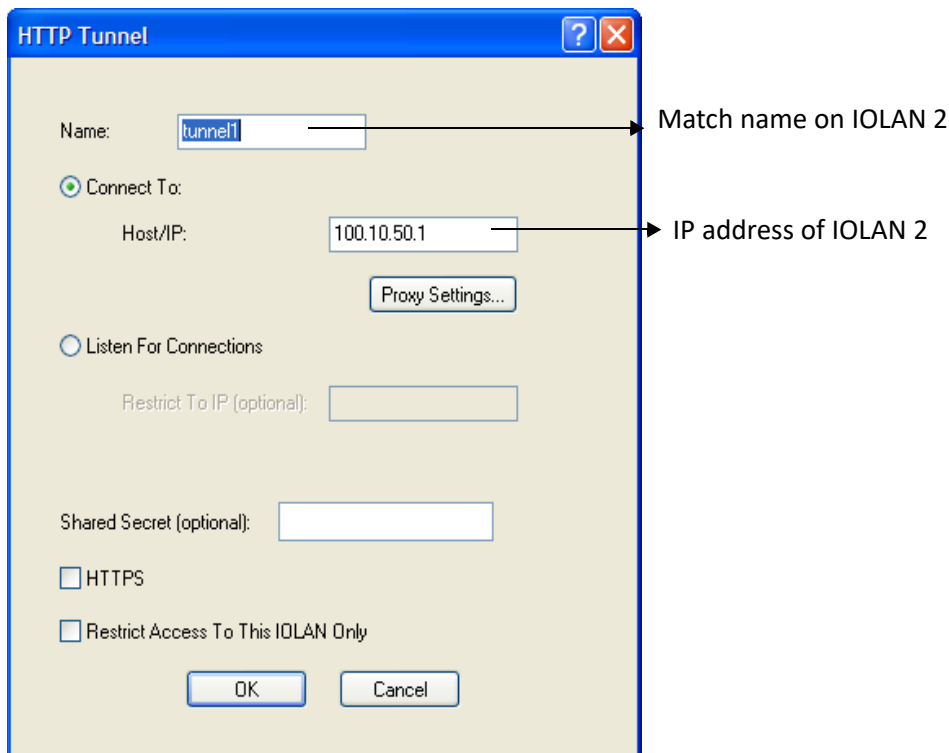 HTTP Tunnel
Name: tunnel1
Match name on IOLAN 2
Connect To:
Host/IP: 100.10.50.1
IP address of IOLAN 2
Proxy Settings...
Listen For Connections
Restrict To IP (optional):
Shared Secret (optional):
HTTPS
Restrict Access To This IOLAN Only
OK Cancel